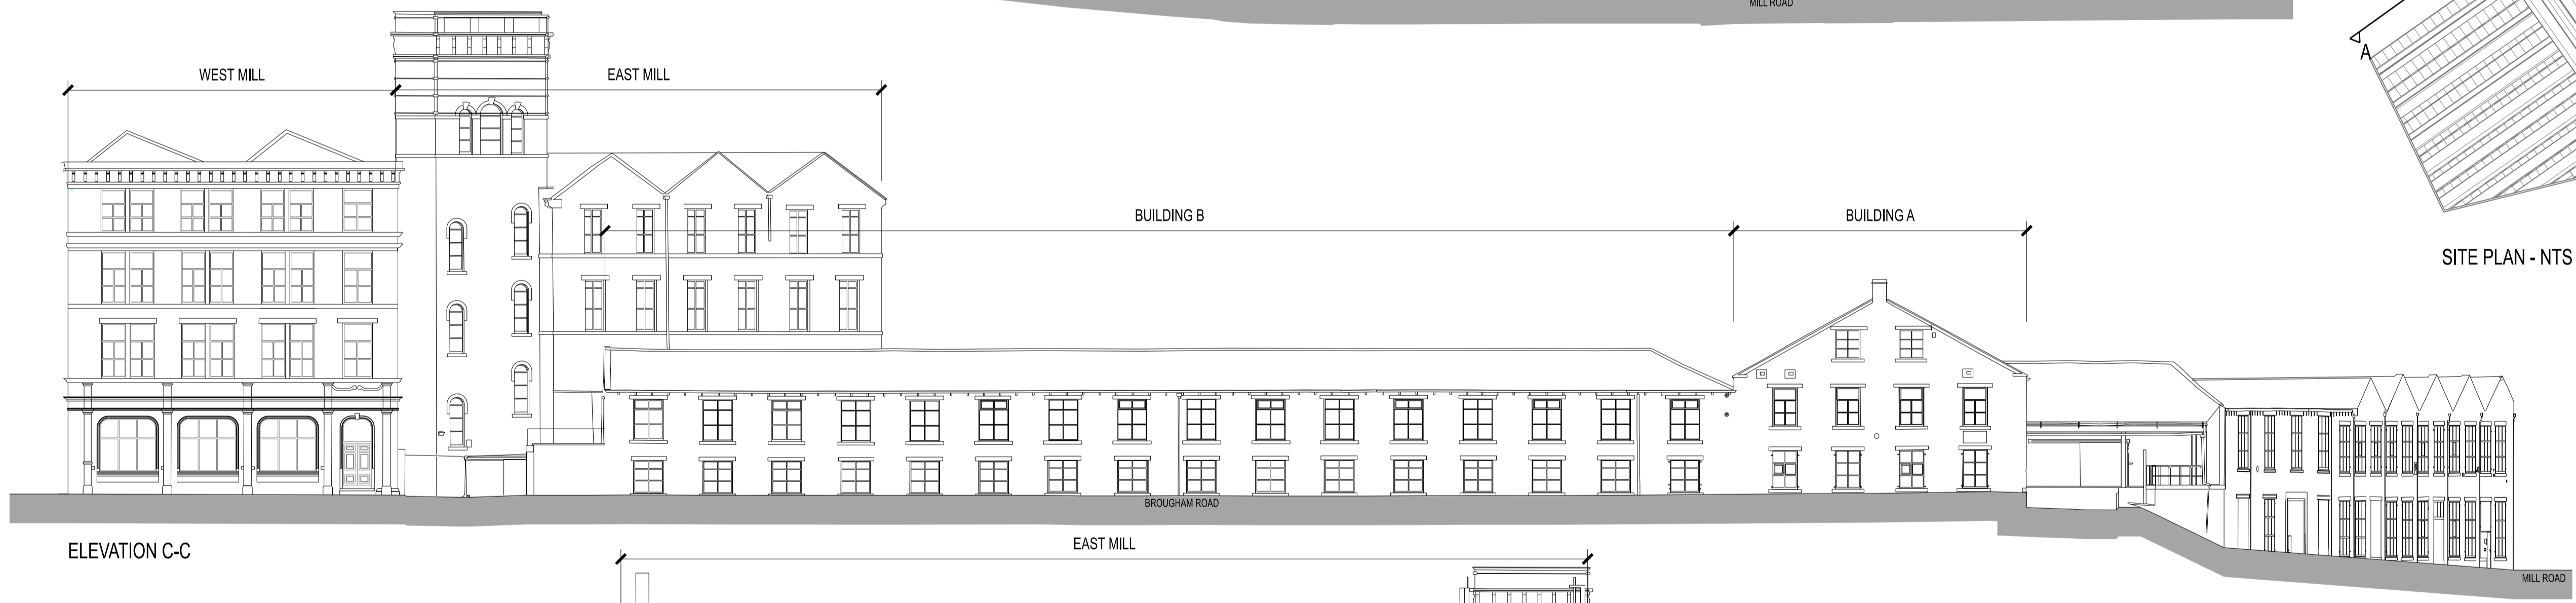 MILL ROAD
A
WEST MILL
EAST MILL
BUILDING B
BUILDING A
SITE PLAN - NTS
BROUGHAM ROAD
ELEVATION C-C
EAST MILL
MILL ROAD